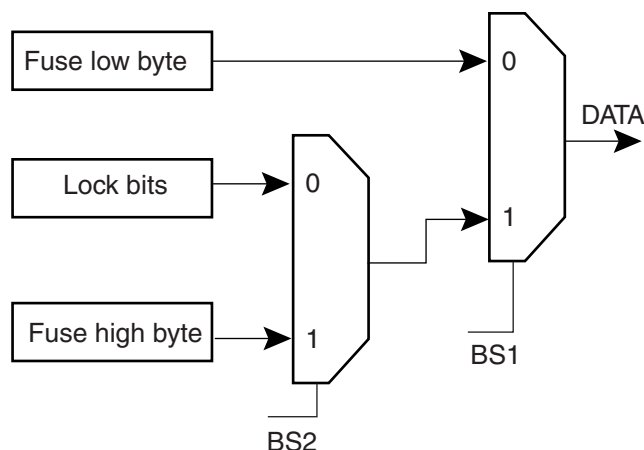 Fuse low byte
0
DATA
Lock bits
0
1
Fuse high byte
1
BS1
BS2